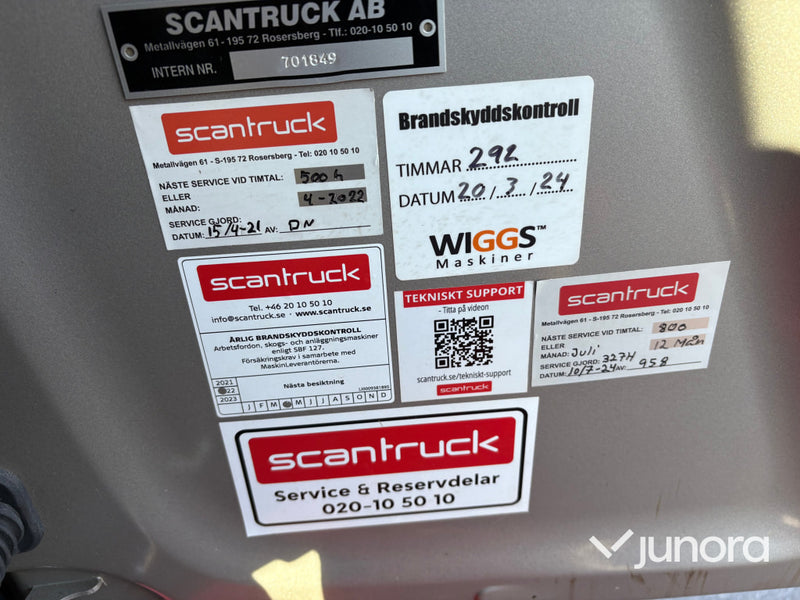 SCANTRUCK AB
Metallvägen 61 - 195 72 Rosersberg - Tlf.: 020-10 50 10
INTERN NR. 701849
scantruck
Metallvägen 61 - S-195 72 Rosersberg - Tel: 020 10 50 10
NÄSTE SERVICE VID TIMTAL: 500 h
ELLER
MÅNAD: 4-2022
SERVICE GJORD:
DATUM: 15/4-21 AV: DN
Brandskyddskontroll
TIMMAR 292
DATUM 20/3/24
WIGGS™
Maskiner
scantruck
Tel. +46 20 10 50 10
info@scantruck.se · www.scantruck.se
ÅRLIG BRANDSKYDDSKONTROLL
Arbetsfordon, skogs- och anläggningsmaskiner
enligt SBF 127.
Försäkringskrav i samarbete med
MaskinLeverantörerna.
2021
22
2023
Nästa besiktning
J F M M J J A S O N D
TEKNISKT SUPPORT
- Titta på videon
scantruck.se/teknisk-support
scantruck
scantruck
Metallvägen 61 - S-195 72 Rosersberg - Tel: 020 10 50 10
NÄSTE SERVICE VID TIMTAL: 800
ELLER 12 Mån
MÅNAD: Juli
SERVICE GJORD: 327H
DATUM: 10/7-24 AV: 958
scantruck
Service & Reservdelar
020-10 50 10
junora